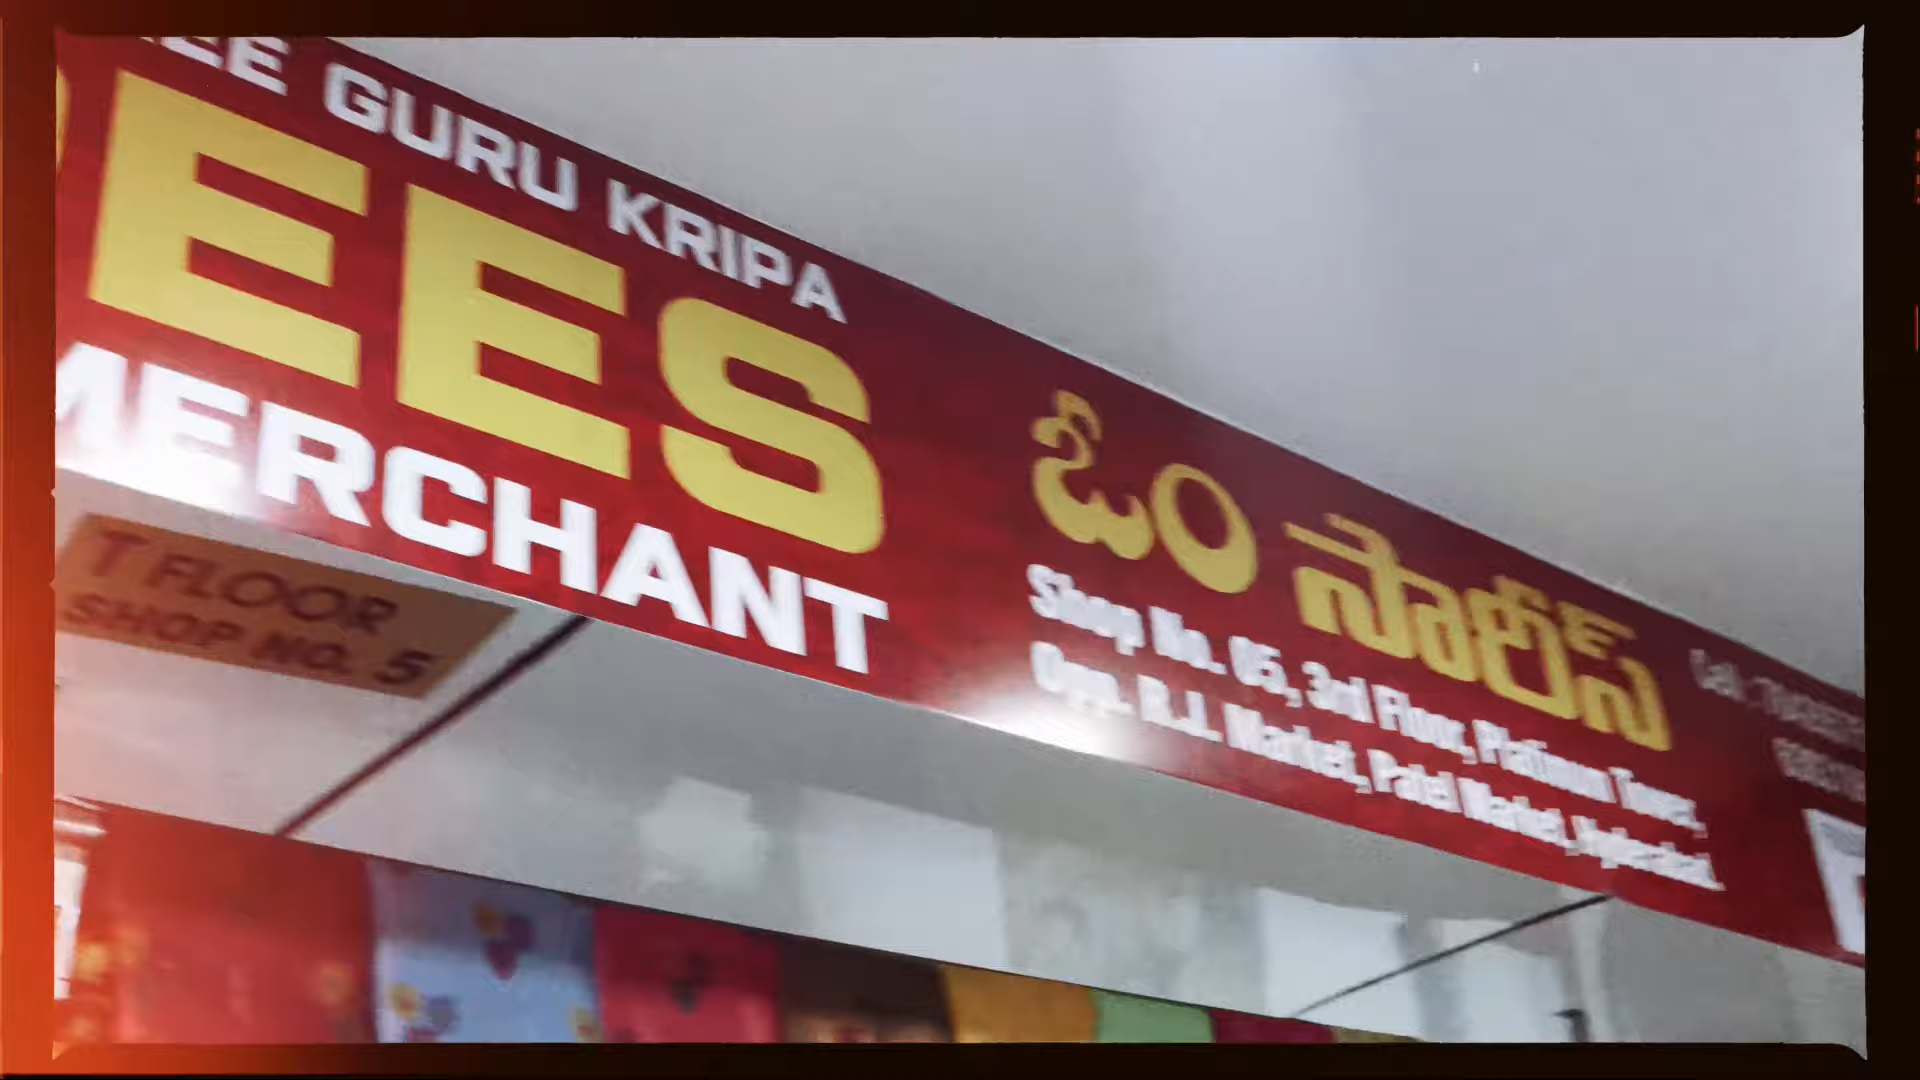 GURU KRIPA
EES
MERCHANT
T FLOOR
SHOP NO. 5
ఓం సారీస్
Shop No. 05, 3rd Floor, Platinum Tower,
Opp. R.J. Market, Patel Market, Hyderabad.
Cell